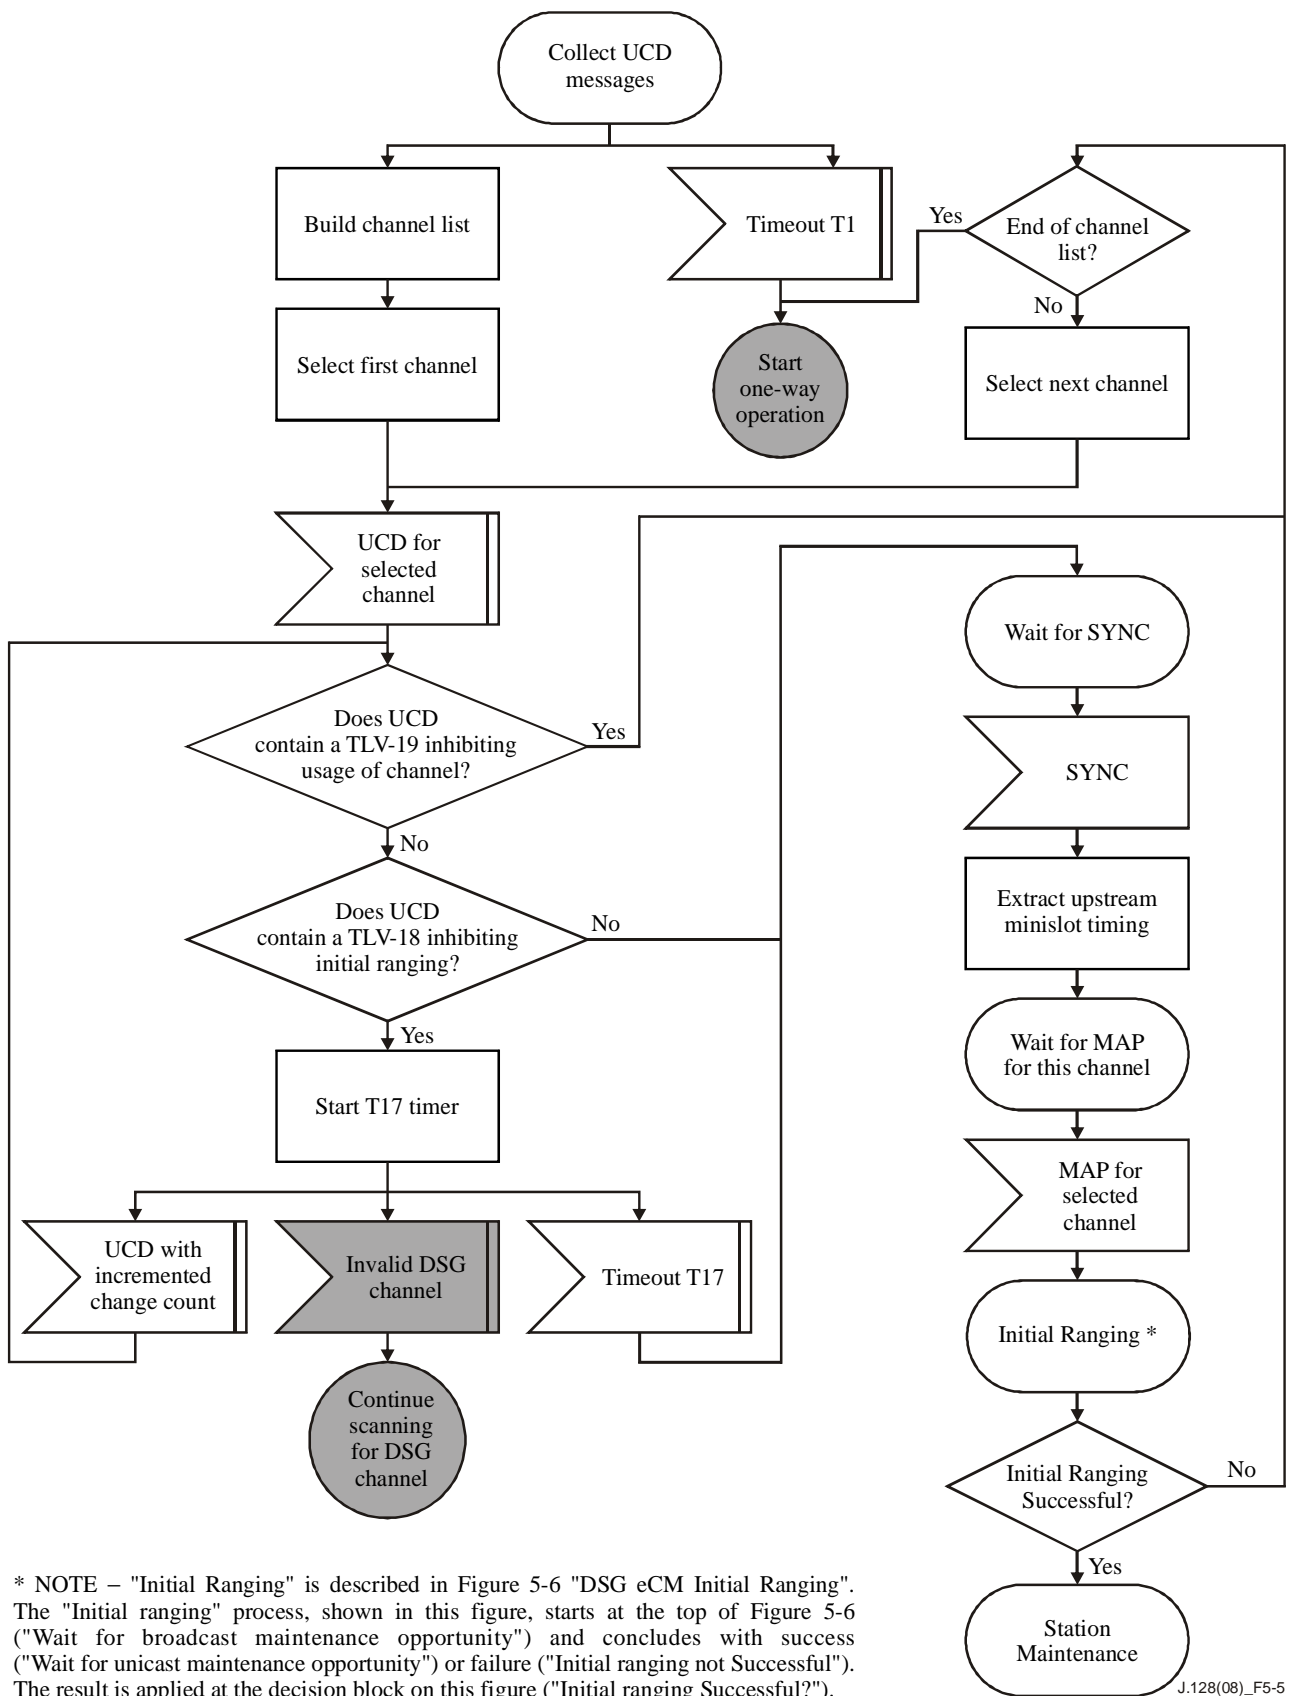 Collect UCD
messages
Build channel list
Timeout T1
Yes
End of channel
list?
No
Select first channel
Start
one-way
operation
Select next channel
UCD for
selected
channel
Wait for SYNC
Does UCD
contain a TLV-19 inhibiting
usage of channel?
Yes
SYNC
No
Does UCD
contain a TLV-18 inhibiting
initial ranging?
No
Extract upstream
minislot timing
Yes
Wait for MAP
for this channel
Start T17 timer
MAP for
selected
channel
UCD with
incremented
change count
Invalid DSG
channel
Timeout T17
Initial Ranging *
Continue
scanning
for DSG
channel
Initial Ranging
Successful?
No
Yes
Station
Maintenance
* NOTE – "Initial Ranging" is described in Figure 5-6 "DSG eCM Initial Ranging".
The "Initial ranging" process, shown in this figure, starts at the top of Figure 5-6
("Wait for broadcast maintenance opportunity") and concludes with success
("Wait for unicast maintenance opportunity") or failure ("Initial ranging not Successful").
The result is applied at the decision block on this figure ("Initial ranging Successful?").
J.128(08)_F5-5